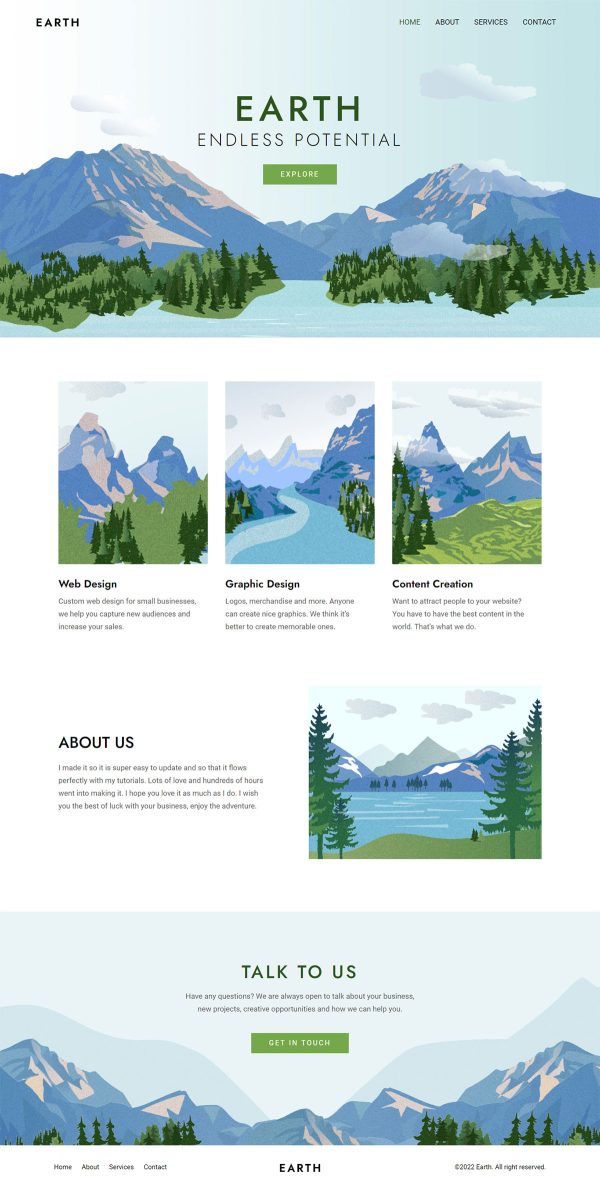 EARTH
HOME ABOUT SERVICES CONTACT
EARTH
ENDLESS POTENTIAL
EXPLORE
Web Design
Custom web design for small businesses,
we help you capture new audiences and
increase your sales.
Graphic Design
Logos, merchandise and more. Anyone
can create nice graphics. We think it's
better to create memorable ones.
Content Creation
Want to attract people to your website?
You have to have the best content in the
world. That's what we do.
ABOUT US
I made it so it is super easy to update and so that it flows
perfectly with my tutorials. Lots of love and hundreds of hours
went into making it. I hope you love it as much as I do. I wish
you the best of luck with your business, enjoy the adventure.
TALK TO US
Have any questions? We are always open to talk about your business,
new projects, creative opportunities and how we can help you.
GET IN TOUCH
Home About Services Contact
EARTH
©2022 Earth. All right reserved.